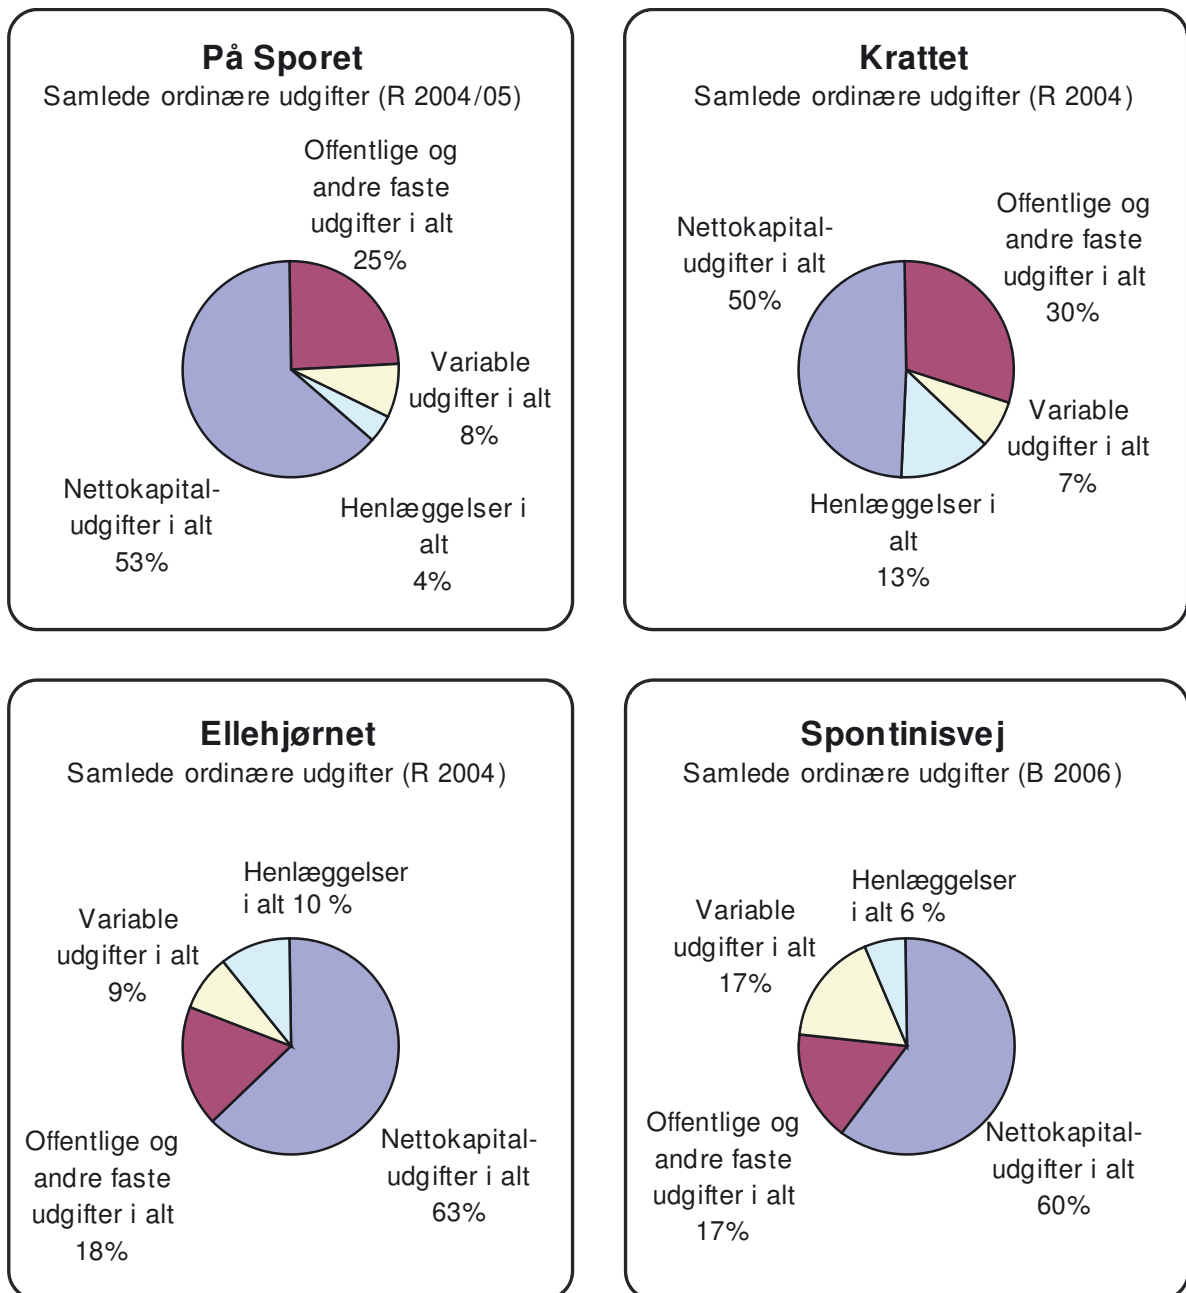 På Sporet
Samlede ordinære udgifter (R 2004/05)
Offentlige og
andre faste
udgifter i alt
25%
Variable
udgifter i alt
8%
Nettokapital-
udgifter i alt
53%
Henlæggelser i
alt
4%
Krattet
Samlede ordinære udgifter (R 2004)
Nettokapital-
udgifter i alt
50%
Offentlige og
andre faste
udgifter i alt
30%
Variable
udgifter i alt
7%
Henlæggelser i
alt
13%
Ellehjørnet
Samlede ordinære udgifter (R 2004)
Henlæggelser
i alt 10 %
Variable
udgifter i alt
9%
Offentlige og
andre faste
udgifter i alt
18%
Nettokapital-
udgifter i alt
63%
Spontinisvej
Samlede ordinære udgifter (B 2006)
Henlæggelser
i alt 6 %
Variable
udgifter i alt
17%
Offentlige og
andre faste
udgifter i alt
17%
Nettokapital-
udgifter i alt
60%